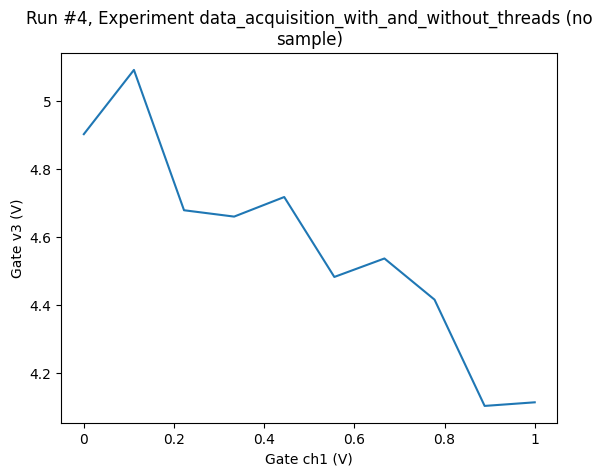 Run #4, Experiment data_acquisition_with_and_without_threads (no
sample)
Gate v3 (V)
5
4.8
4.6
4.4
4.2
0 0.2 0.4 0.6 0.8 1
Gate ch1 (V)